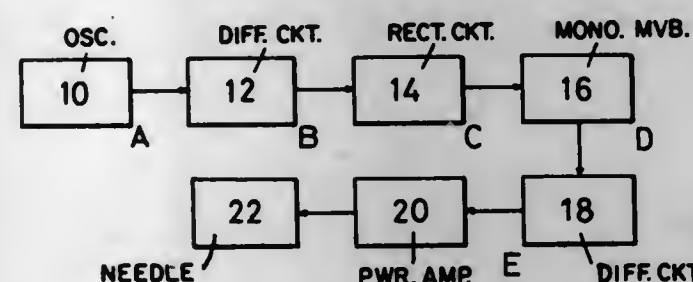 OSC. DIFF. CKT. RECT. CKT. MONO. MVB.
10 12 14 16
A B C D
22 20 18
NEEDLE PWR. AMP. E DIFF. CKT.